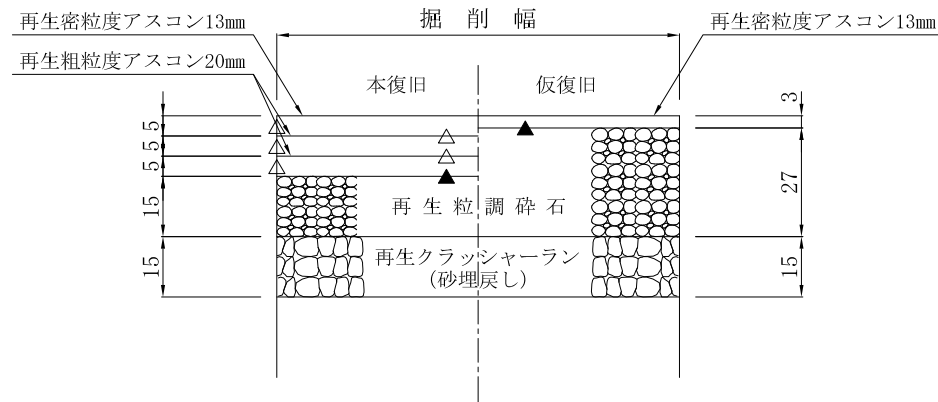 再生密粒度アスコン13mm
掘削幅
再生密粒度アスコン13mm
再生粗粒度アスコン20mm
本復旧
仮復旧
5
5
5
15
15
3
27
15
再生粒調砕石
再生クラッシャーラン
(砂埋戻し)